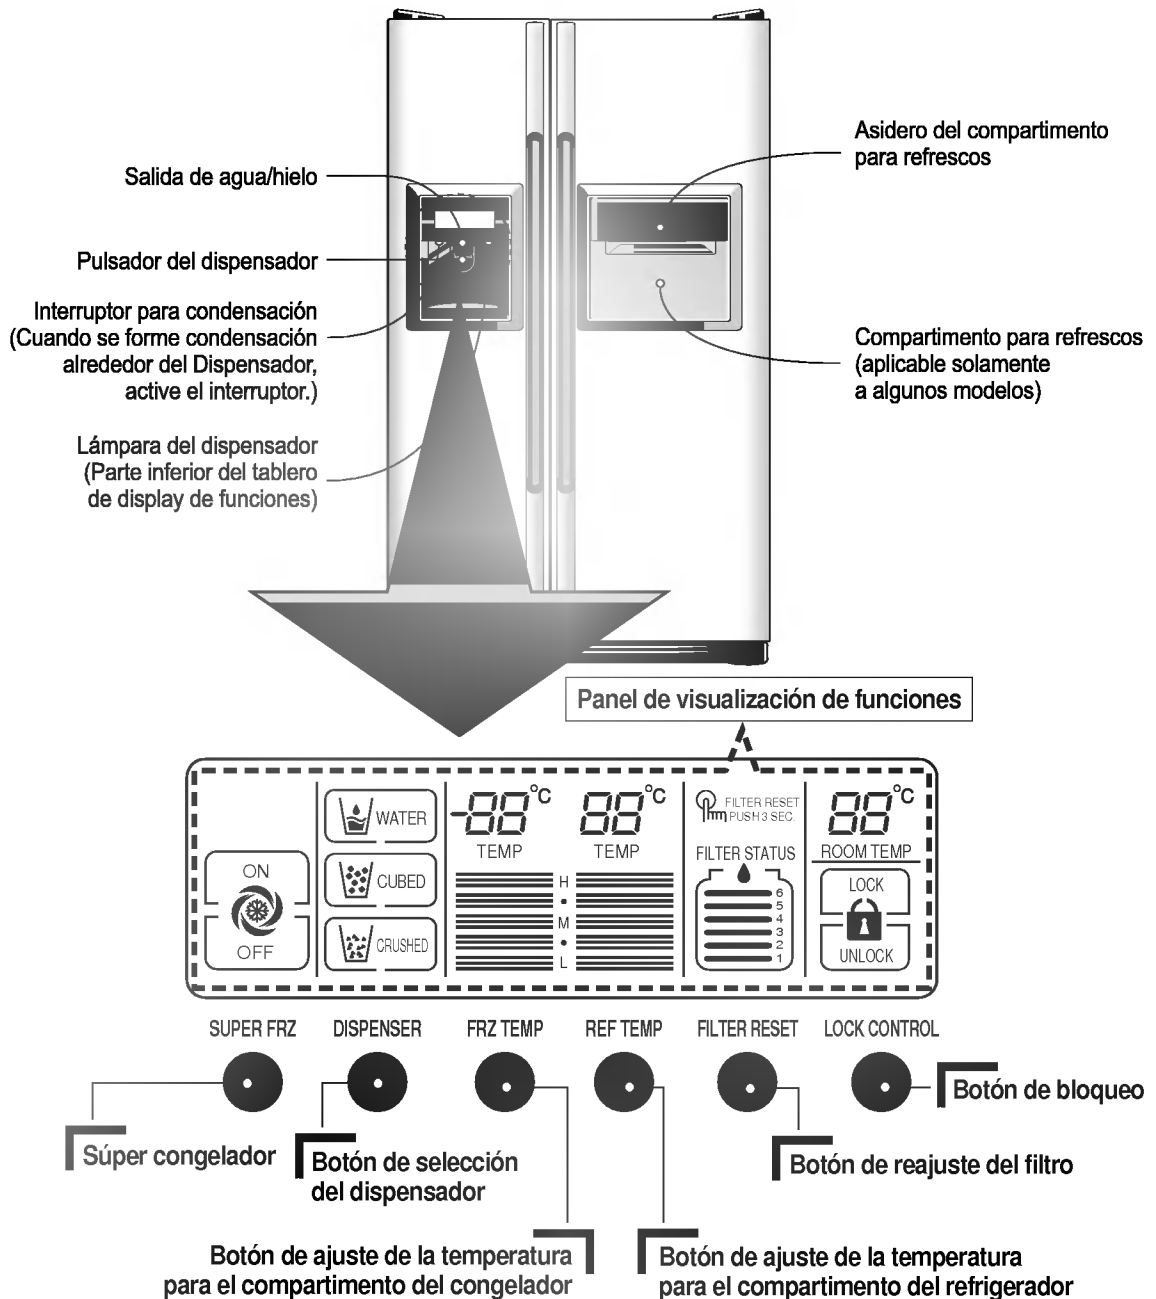 Salida de agua/hielo
Pulsador del dispensador
Interruptor para condensación
(Cuando se forme condensación
alrededor del Dispensador,
active el interruptor.)
Lámpara del dispensador
(Parte inferior del tablero
de display de funciones)
Asidero del compartimento
para refrescos
Compartimento para refrescos
(aplicable solamente
a algunos modelos)
Panel de visualización de funciones
ON
OFF
WATER
CUBED
CRUSHED
-88°C
TEMP
88°C
TEMP
H
M
L
FILTER RESET
PUSH 3 SEC.
FILTER STATUS
6
5
4
3
2
1
88°C
ROOM TEMP
LOCK
UNLOCK
SUPER FRZ
DISPENSER
FRZ TEMP
REF TEMP
FILTER RESET
LOCK CONTROL
Botón de bloqueo
Súper congelador
Botón de selección
del dispensador
Botón de reajuste del filtro
Botón de ajuste de la temperatura
para el compartimento del congelador
Botón de ajuste de la temperatura
para el compartimento del refrigerador